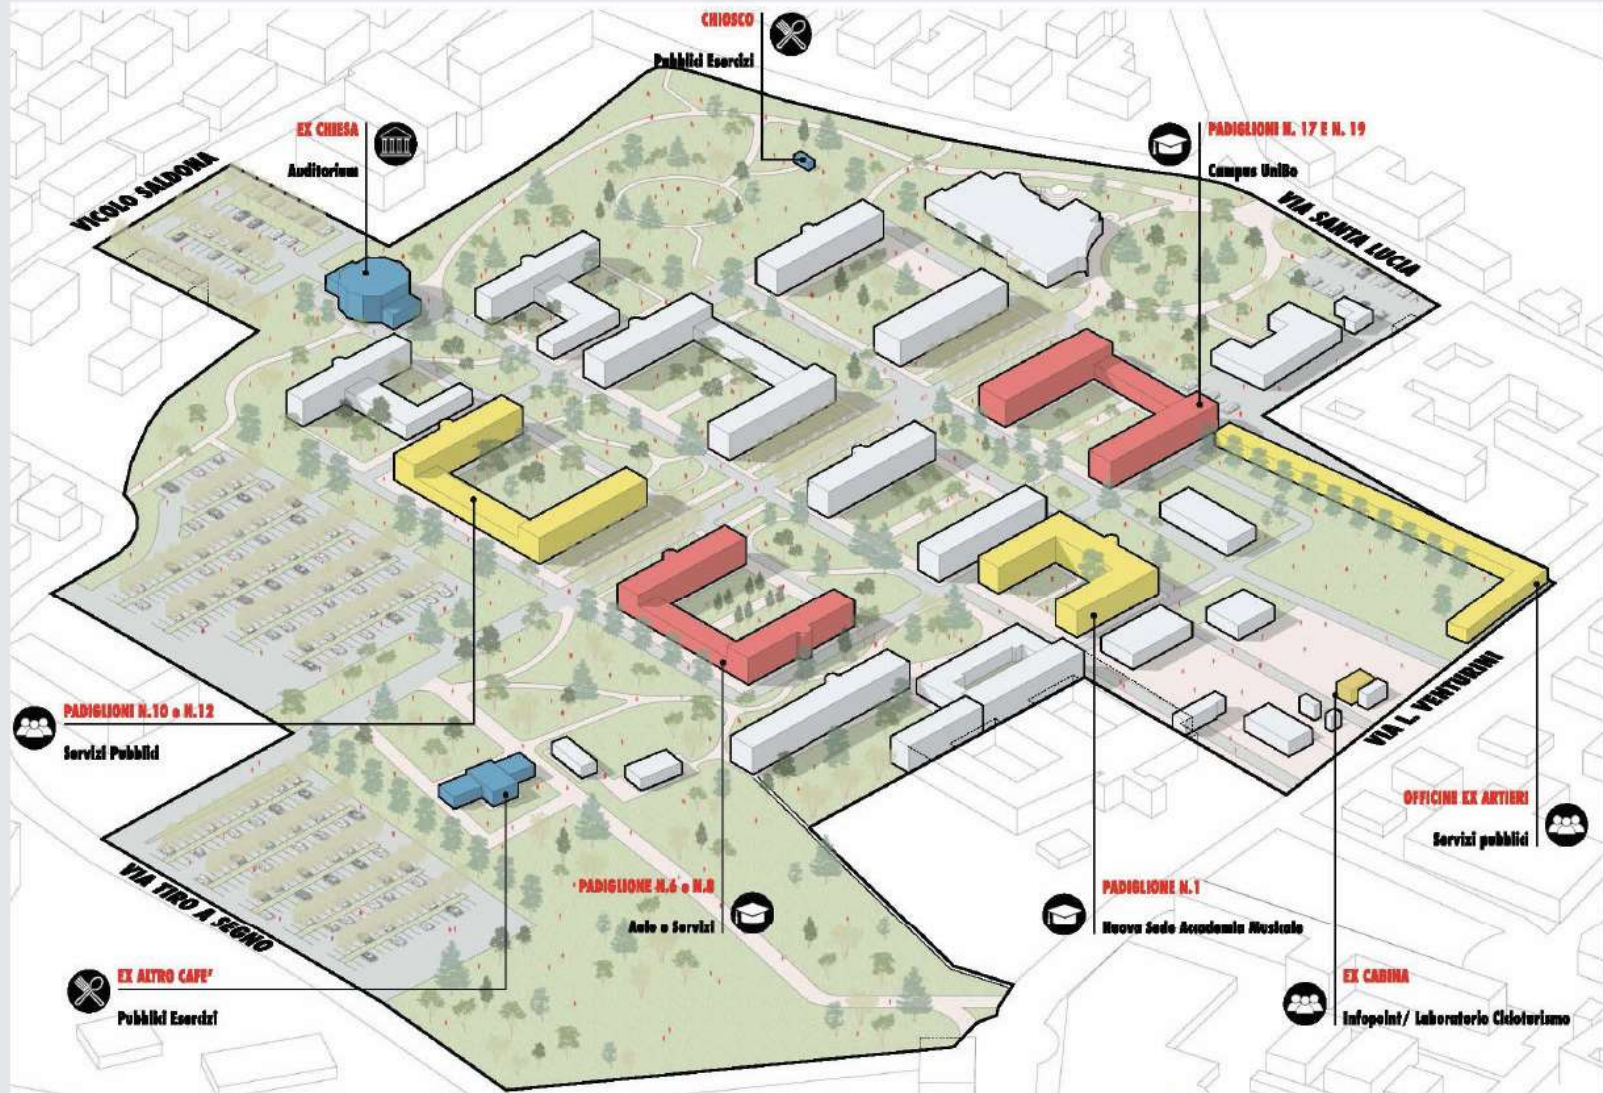 CHIOSCO
Pubblici Esercizi
EX CHIESA
Auditorium
PADIGLIONI N. 17 E N. 19
Campus UniBo
VICOLO SALDONA
VIA SANTA LUCIA
PADIGLIONI N.10 e N.12
Servizi Pubblici
VIA L. VENTURINI
OFFICINE EX ARTIERI
Servizi pubblici
VIA TIRO A SEGNO
PADIGLIONE N.6 e N.8
Aule e Servizi
PADIGLIONE N.1
Nuova Sede Accademia Musicale
EX ALTRO CAFE'
Pubblici Esercizi
EX CABINA
Infopoint/ Laboratorio Cicloturismo